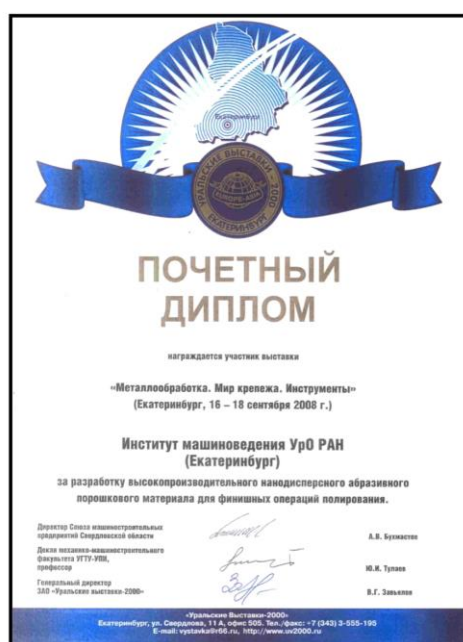 Екатеринбург
УРАЛЬСКИЕ ВЫСТАВКИ - 2000
ЕВРОПА-АЗИЯ
ЕКАТЕРИНБУРГ
ПОЧЕТНЫЙ
ДИПЛОМ
награждается участник выставки
«Металлообработка. Мир крепежа. Инструменты»
(Екатеринбург, 16 – 18 сентября 2008 г.)
Институт машиноведения УрО РАН
(Екатеринбург)
за разработку высокопроизводительного нанодисперсного абразивного
порошкового материала для финишных операций полирования.
Директор Союза машиностроительных
предприятий Свердловской области
А.В. Бухмастов
Декан механико-машиностроительного
факультета УГТУ-УПИ,
профессор
Ю.И. Тулаев
Генеральный директор
ЗАО «Уральские выставки-2000»
В.Г. Завьялов
«Уральские Выставки-2000»
Екатеринбург, ул. Свердлова, 11 А, офис 505. Тел./факс: +7 (343) 3-555-195
E-mail: vystavka@r66.ru, http://www.uv2000.ru